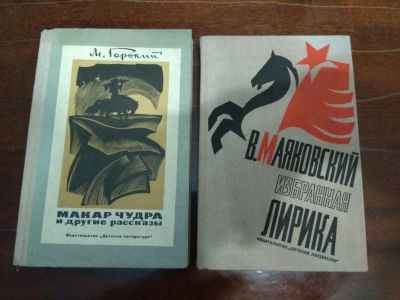 М. Горький
МАКАР ЧУДРА
и другие рассказы
Издательство „Детская литература"
В. МАЯКОВСКИЙ
ИЗБРАННАЯ
ЛИРИКА
ИЗДАТЕЛЬСТВО „ДЕТСКАЯ ЛИТЕРАТУРА"